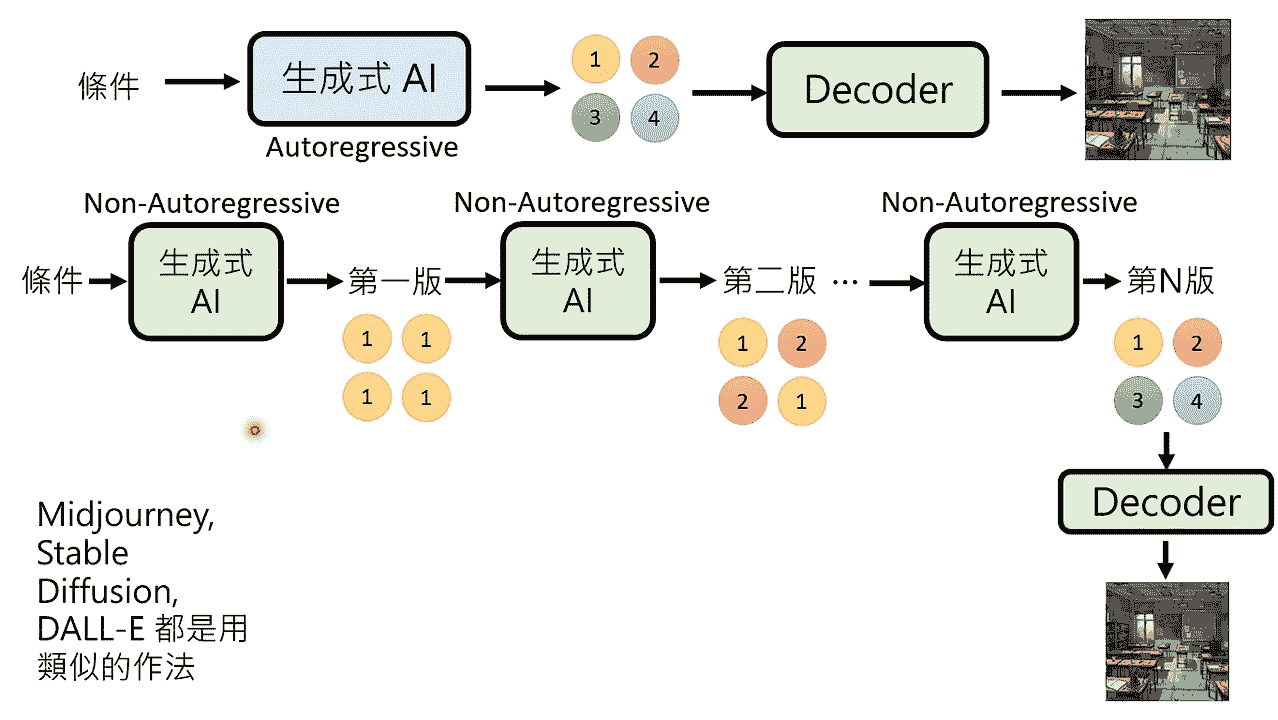 條件
生成式 AI
Autoregressive
1 2
3 4
Decoder
Non-Autoregressive
Non-Autoregressive
Non-Autoregressive
條件
生成式
AI
第一版
1 1
1 1
生成式
AI
第二版 …
1 2
2 1
生成式
AI
第N版
1 2
3 4
Decoder
Midjourney,
Stable
Diffusion,
DALL-E 都是用
類似的作法